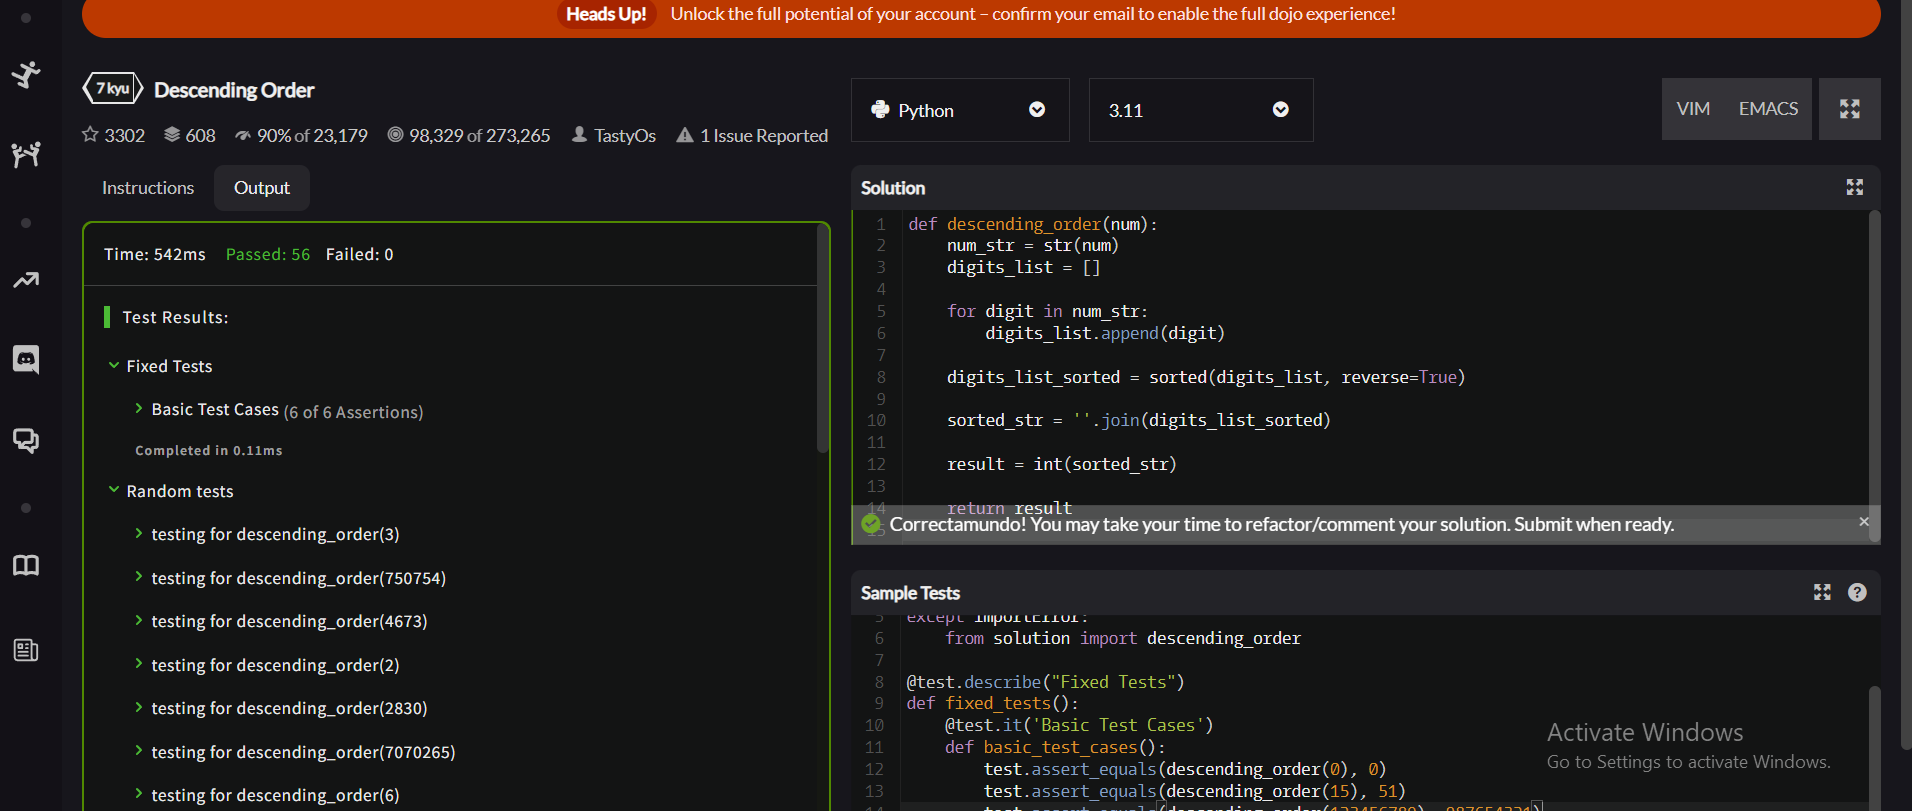 Heads Up! Unlock the full potential of your account – confirm your email to enable the full dojo experience!
7 kyu Descending Order
3302 608 90% of 23,179 98,329 of 273,265 TastyOs 1 Issue Reported
Python
3.11
VIM EMACS
Instructions Output
Time: 542ms Passed: 56 Failed: 0
Test Results:
Fixed Tests
Basic Test Cases (6 of 6 Assertions)
Completed in 0.11ms
Random tests
testing for descending_order(3)
testing for descending_order(750754)
testing for descending_order(4673)
testing for descending_order(2)
testing for descending_order(2830)
testing for descending_order(7070265)
testing for descending_order(6)
Solution
1 def descending_order(num):
2 num_str = str(num)
3 digits_list = []
4
5 for digit in num_str:
6 digits_list.append(digit)
7
8 digits_list_sorted = sorted(digits_list, reverse=True)
9
10 sorted_str = ''.join(digits_list_sorted)
11
12 result = int(sorted_str)
13
14 return result
15
Correctamundo! You may take your time to refactor/comment your solution. Submit when ready.
Sample Tests
5 except ImportError:
6 from solution import descending_order
7
8 @test.describe("Fixed Tests")
9 def fixed_tests():
10 @test.it('Basic Test Cases')
11 def basic_test_cases():
12 test.assert_equals(descending_order(0), 0)
13 test.assert_equals(descending_order(15), 51)
14 test.assert_equals(descending_order(123456789), 987654321)
Activate Windows
Go to Settings to activate Windows.